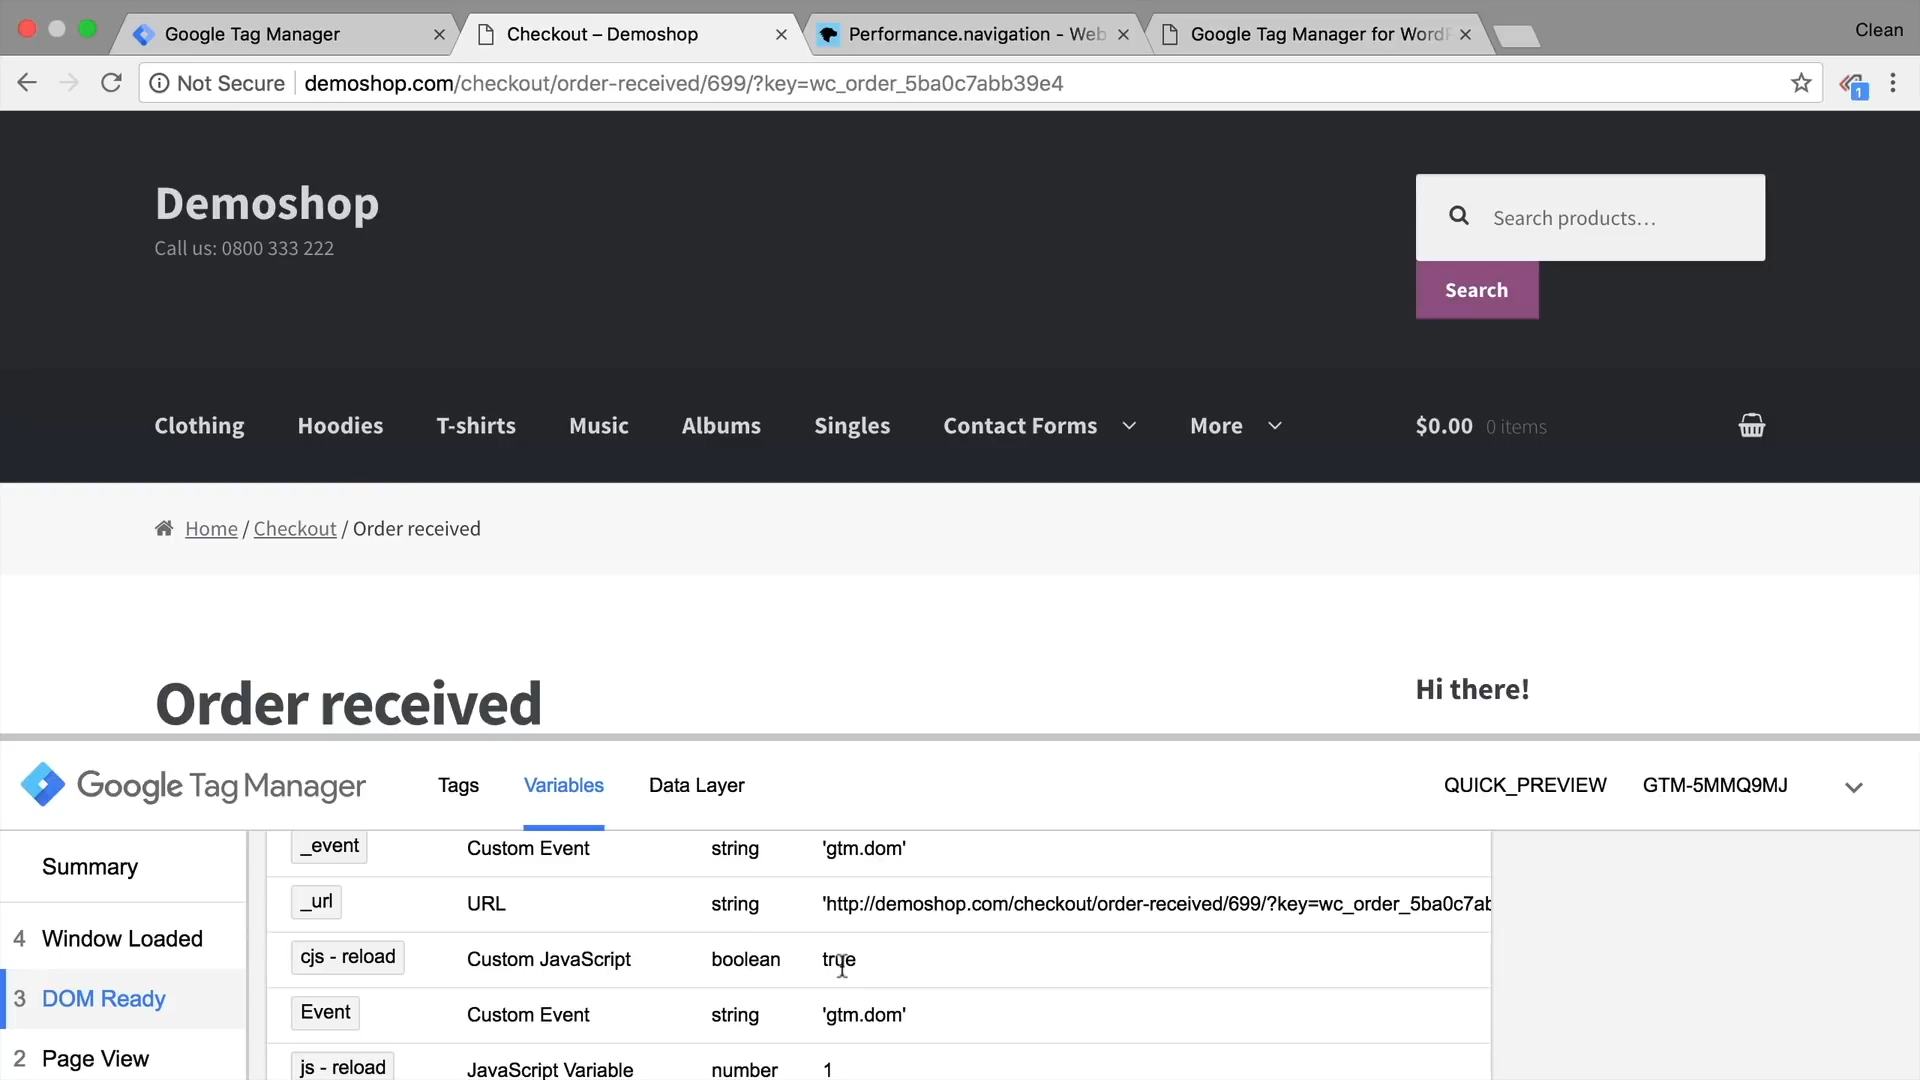 Google Tag Manager
Checkout – Demoshop
Performance.navigation - Web
Google Tag Manager for WordP
Clean
Not Secure
demoshop.com/checkout/order-received/699/?key=wc_order_5ba0c7abb39e4
1
Demoshop
Call us: 0800 333 222
Search products…
Search
Clothing Hoodies T-shirts Music Albums Singles Contact Forms More $0.00 0 items
Home / Checkout / Order received
Order received
Hi there!
Google Tag Manager
Tags Variables Data Layer QUICK_PREVIEW GTM-5MMQ9MJ
Summary
4 Window Loaded
3 DOM Ready
2 Page View
_event Custom Event string 'gtm.dom'
_url URL string 'http://demoshop.com/checkout/order-received/699/?key=wc_order_5ba0c7ab
cjs - reload Custom JavaScript boolean true
Event Custom Event string 'gtm.dom'
js - reload JavaScript Variable number 1